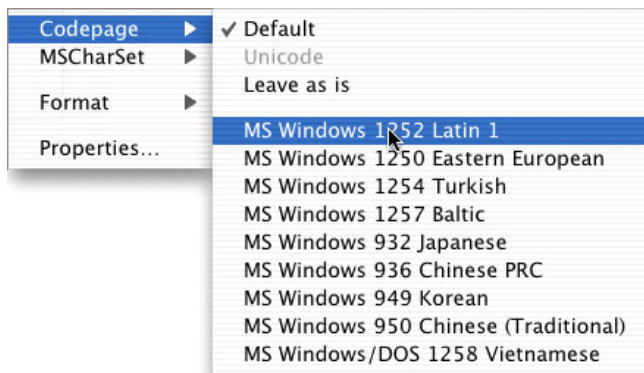 Codepage
MSCharSet
Format
Properties...
Default
Unicode
Leave as is
MS Windows 1252 Latin 1
MS Windows 1250 Eastern European
MS Windows 1254 Turkish
MS Windows 1257 Baltic
MS Windows 932 Japanese
MS Windows 936 Chinese PRC
MS Windows 949 Korean
MS Windows 950 Chinese (Traditional)
MS Windows/DOS 1258 Vietnamese